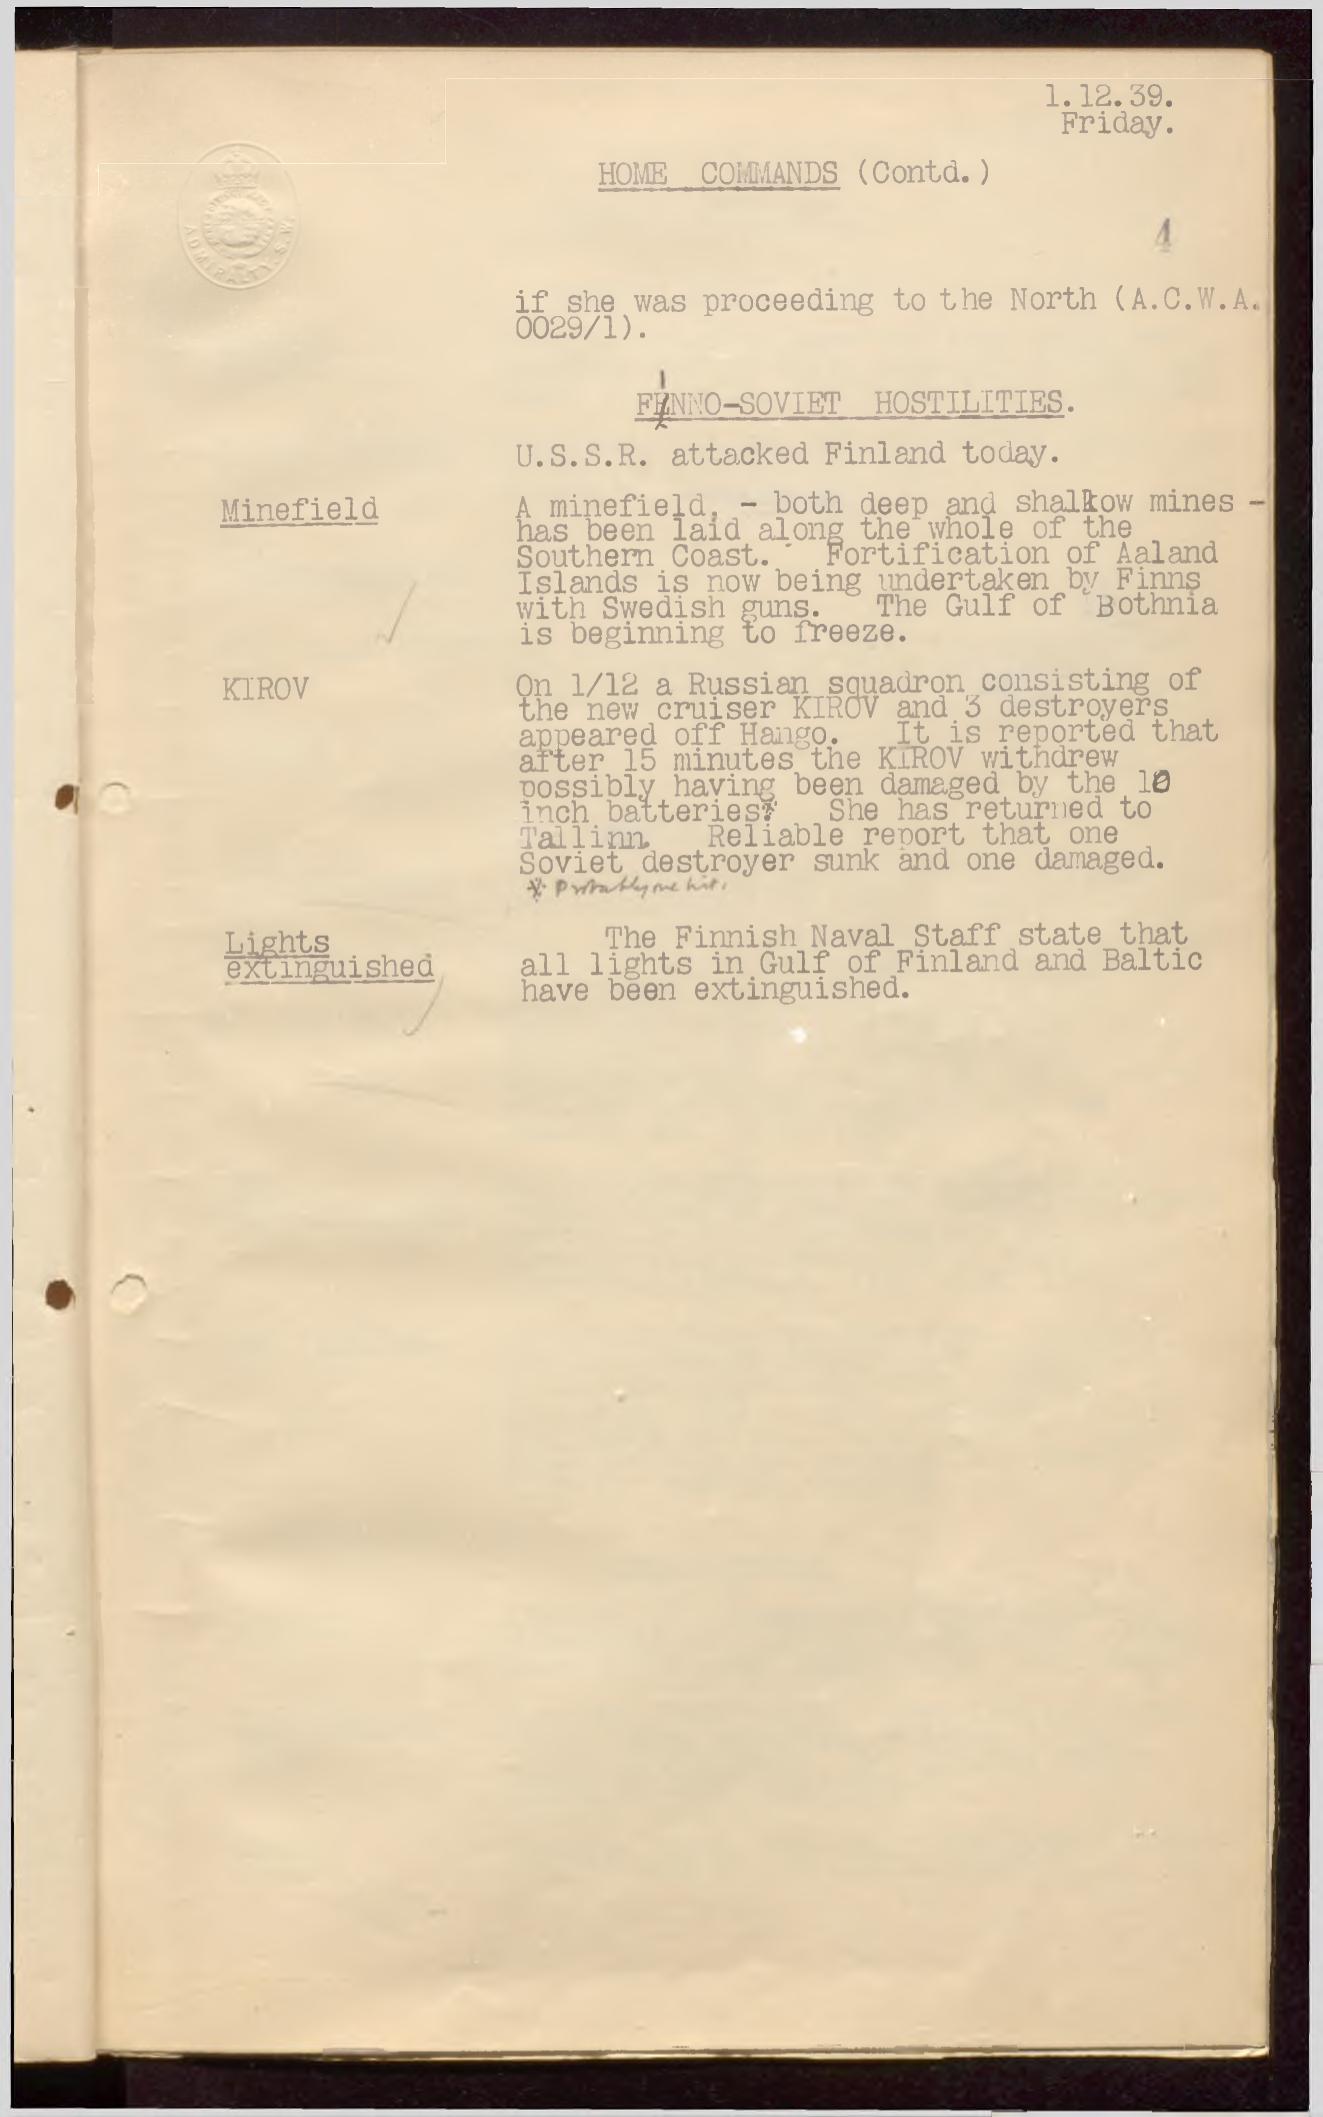 1.12.39.
Friday.
HOME COMMANDS (Contd.)
4
ADMIRALTY. S.W.
if she was proceeding to the North (A.C.W.A.
0029/1).
FINNO-SOVIET HOSTILITIES.
U.S.S.R. attacked Finland today.
Minefield
A minefield, - both deep and shallow mines -
has been laid along the whole of the
Southern Coast. Fortification of Aaland
Islands is now being undertaken by Finns
with Swedish guns. The Gulf of Bothnia
is beginning to freeze.
KIROV
On 1/12 a Russian squadron consisting of
the new cruiser KIROV and 3 destroyers
appeared off Hango. It is reported that
after 15 minutes the KIROV withdrew
possibly having been damaged by the 10
inch batteries.* She has returned to
Tallinn. Reliable report that one
Soviet destroyer sunk and one damaged.
* Probably one hit.
Lights
extinguished
The Finnish Naval Staff state that
all lights in Gulf of Finland and Baltic
have been extinguished.